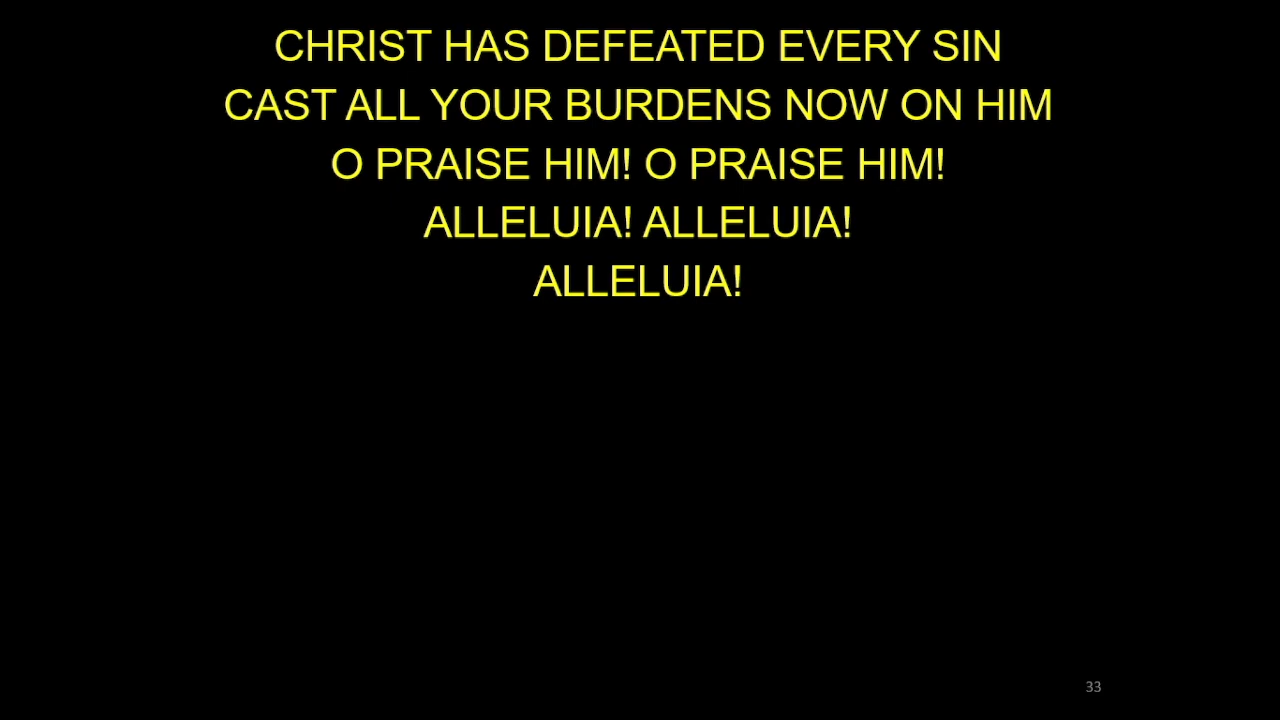 CHRIST HAS DEFEATED EVERY SIN
CAST ALL YOUR BURDENS NOW ON HIM
O PRAISE HIM! O PRAISE HIM!
ALLELUIA! ALLELUIA!
ALLELUIA!
33